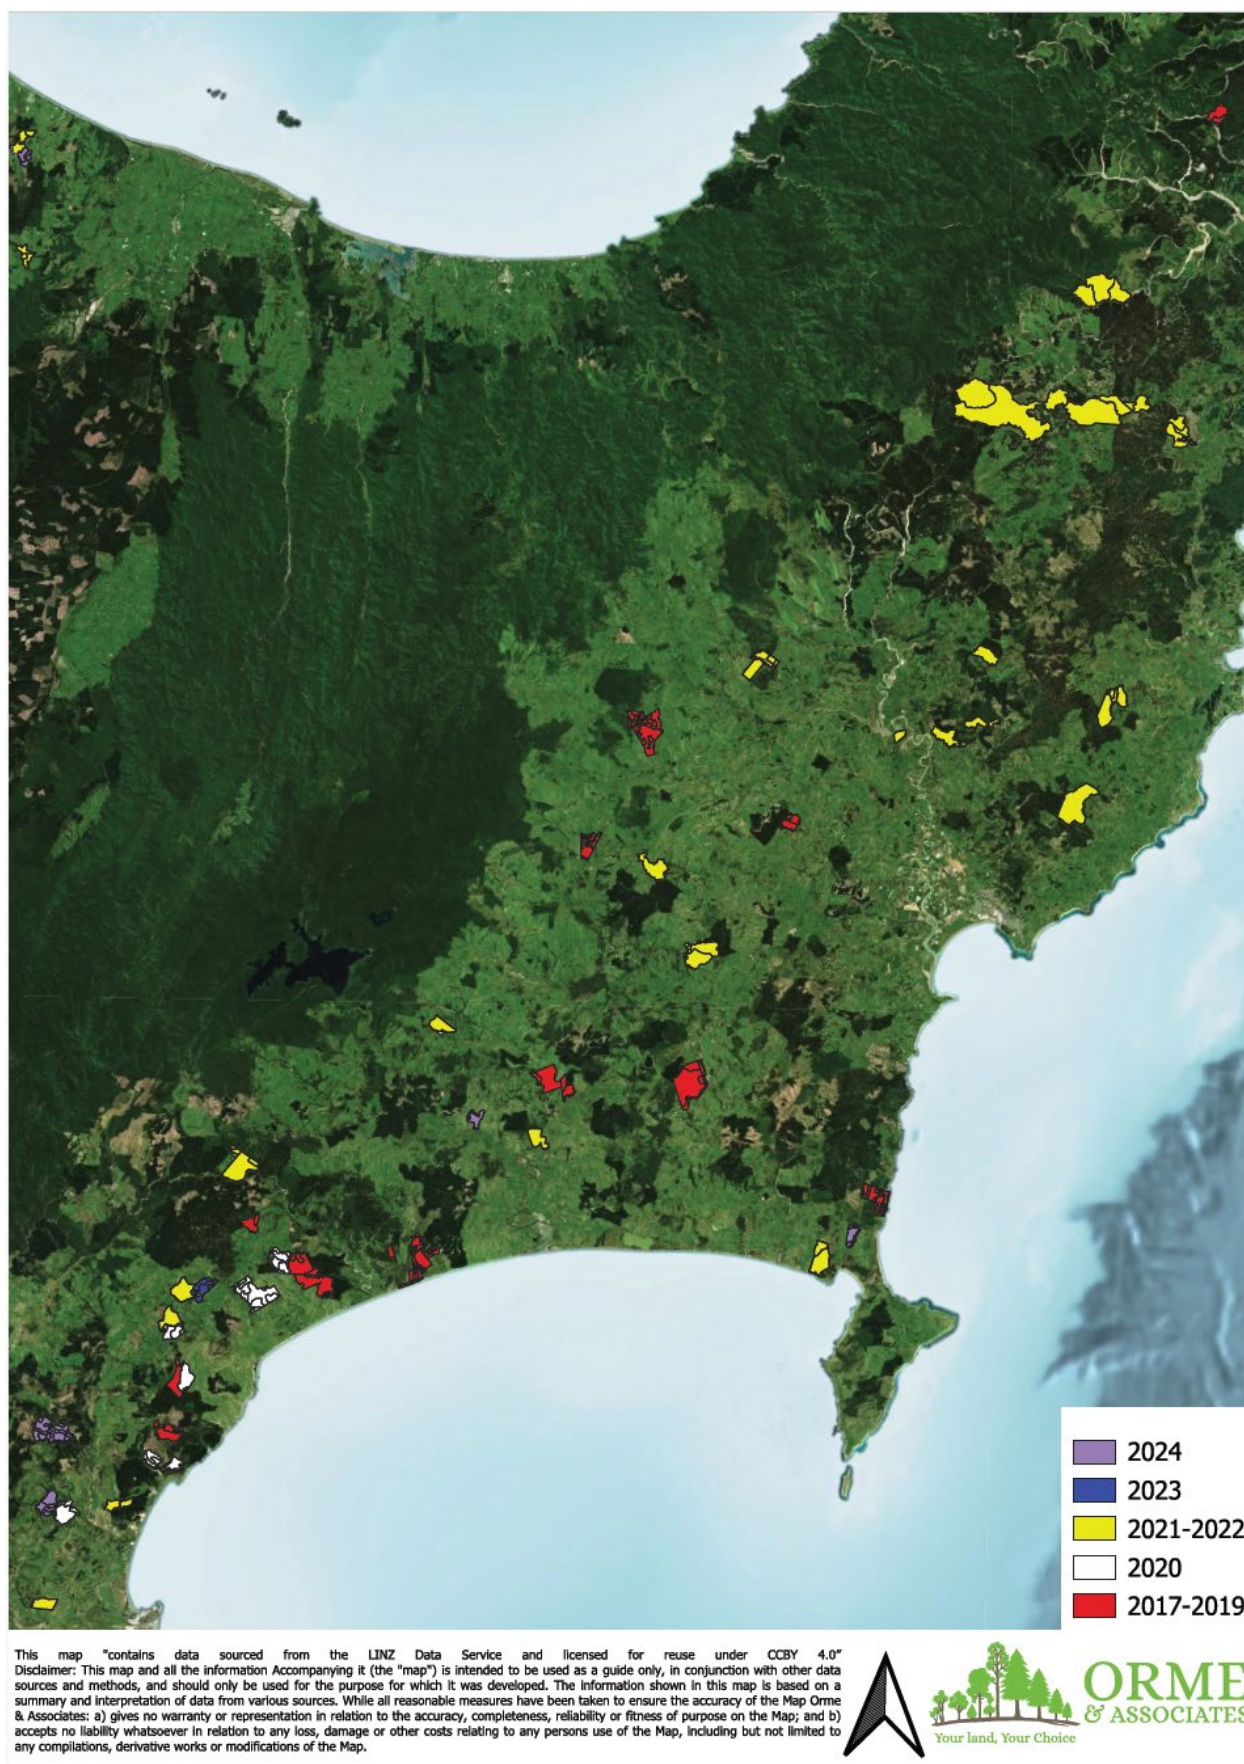 2024
2023
2021-2022
2020
2017-2019
This map "contains data sourced from the LINZ Data Service and licensed for reuse under CCBY 4.0"
Disclaimer: This map and all the information Accompanying it (the "map") is intended to be used as a guide only, in conjunction with other data
sources and methods, and should only be used for the purpose for which it was developed. The information shown in this map is based on a
summary and interpretation of data from various sources. While all reasonable measures have been taken to ensure the accuracy of the Map Orme
& Associates: a) gives no warranty or representation in relation to the accuracy, completeness, reliability or fitness of purpose on the Map; and b)
accepts no liability whatsoever in relation to any loss, damage or other costs relating to any persons use of the Map, including but not limited to
any compilations, derivative works or modifications of the Map.
ORME
& ASSOCIATES
Your land, Your Choice